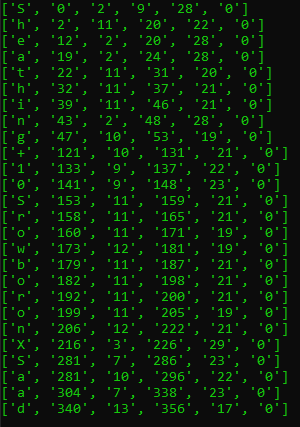 ['S', '0', '2', '9', '28', '0']
['h', '2', '11', '20', '22', '0']
['e', '12', '2', '20', '28', '0']
['a', '19', '2', '24', '28', '0']
['t', '22', '11', '31', '20', '0']
['h', '32', '11', '37', '21', '0']
['i', '39', '11', '46', '21', '0']
['n', '43', '2', '48', '28', '0']
['g', '47', '10', '53', '19', '0']
['+', '121', '10', '131', '21', '0']
['1', '133', '9', '137', '22', '0']
['0', '141', '9', '148', '23', '0']
['S', '153', '11', '159', '21', '0']
['r', '158', '11', '165', '21', '0']
['o', '160', '11', '171', '19', '0']
['w', '173', '12', '181', '19', '0']
['b', '179', '11', '187', '21', '0']
['o', '182', '11', '198', '21', '0']
['r', '192', '11', '200', '21', '0']
['o', '199', '11', '205', '19', '0']
['n', '206', '12', '222', '21', '0']
['X', '216', '3', '226', '29', '0']
['S', '281', '7', '286', '23', '0']
['a', '281', '10', '296', '22', '0']
['a', '304', '7', '338', '23', '0']
['d', '340', '13', '356', '17', '0']